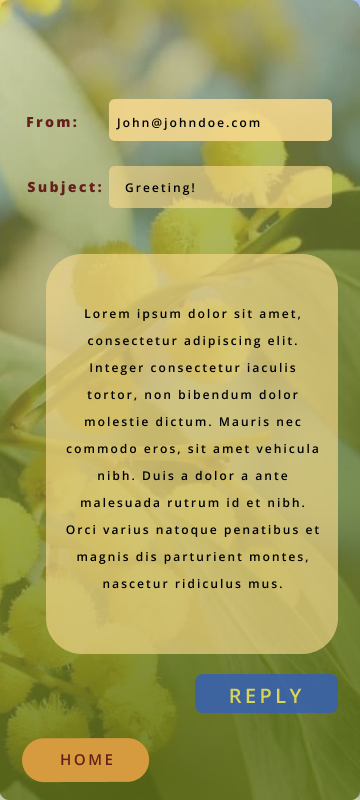 From: John@johndoe.com
Subject: Greeting!
Lorem ipsum dolor sit amet,
consectetur adipiscing elit.
Integer consectetur iaculis
tortor, non bibendum dolor
molestie dictum. Mauris nec
commodo eros, sit amet vehicula
nibh. Duis a dolor a ante
malesuada rutrum id et nibh.
Orci varius natoque penatibus et
magnis dis parturient montes,
nascetur ridiculus mus.
REPLY
HOME